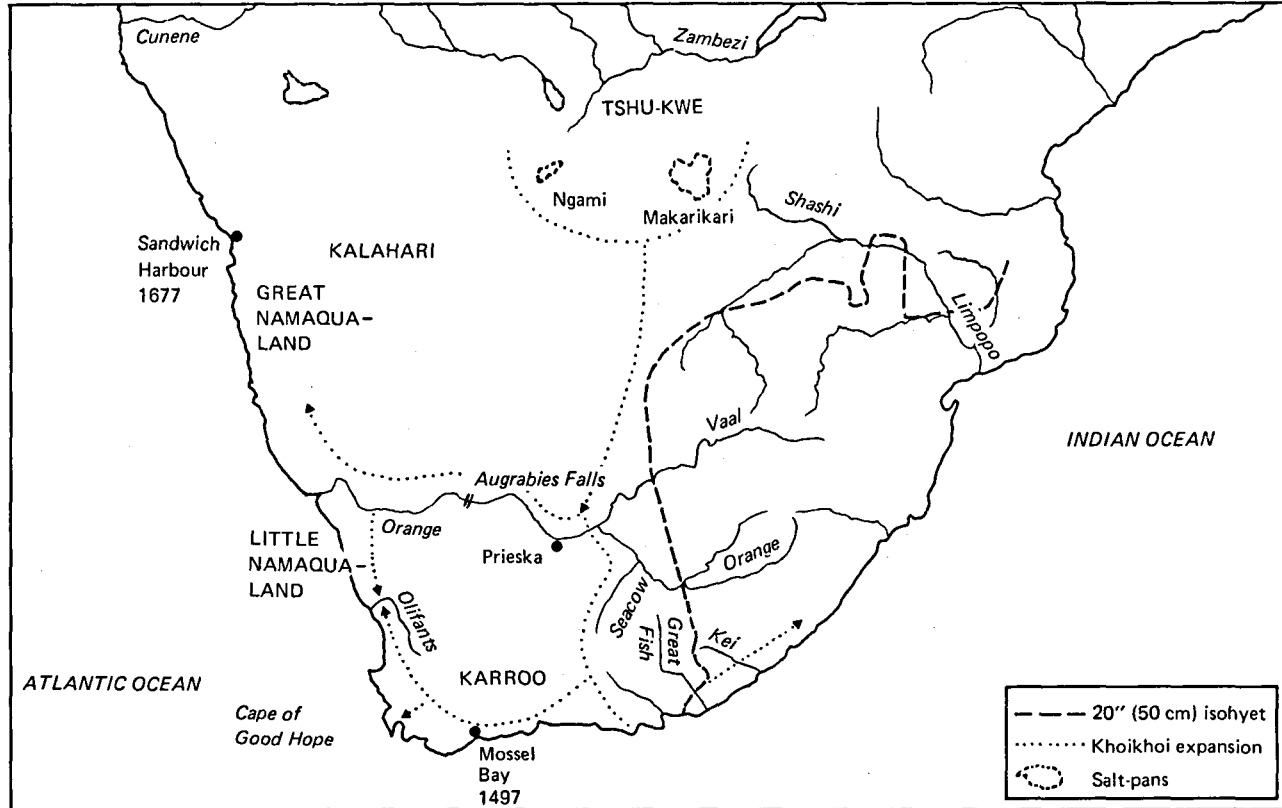 Cunene
Zambezi
TSHU-KWE
Ngami
Makarikari
Shashi
Sandwich
Harbour
1677
KALAHARI
GREAT
NAMAQUA-
LAND
Limpopo
Vaal
INDIAN OCEAN
Augrabies Falls
Orange
LITTLE
NAMAQUA-
LAND
Prieska
Orange
Olifants
Seacow
Great
Fish
Kei
KARROO
ATLANTIC OCEAN
Cape of
Good Hope
Mossel
Bay
1497
20" (50 cm) isohyet
Khoikhoi expansion
Salt-pans